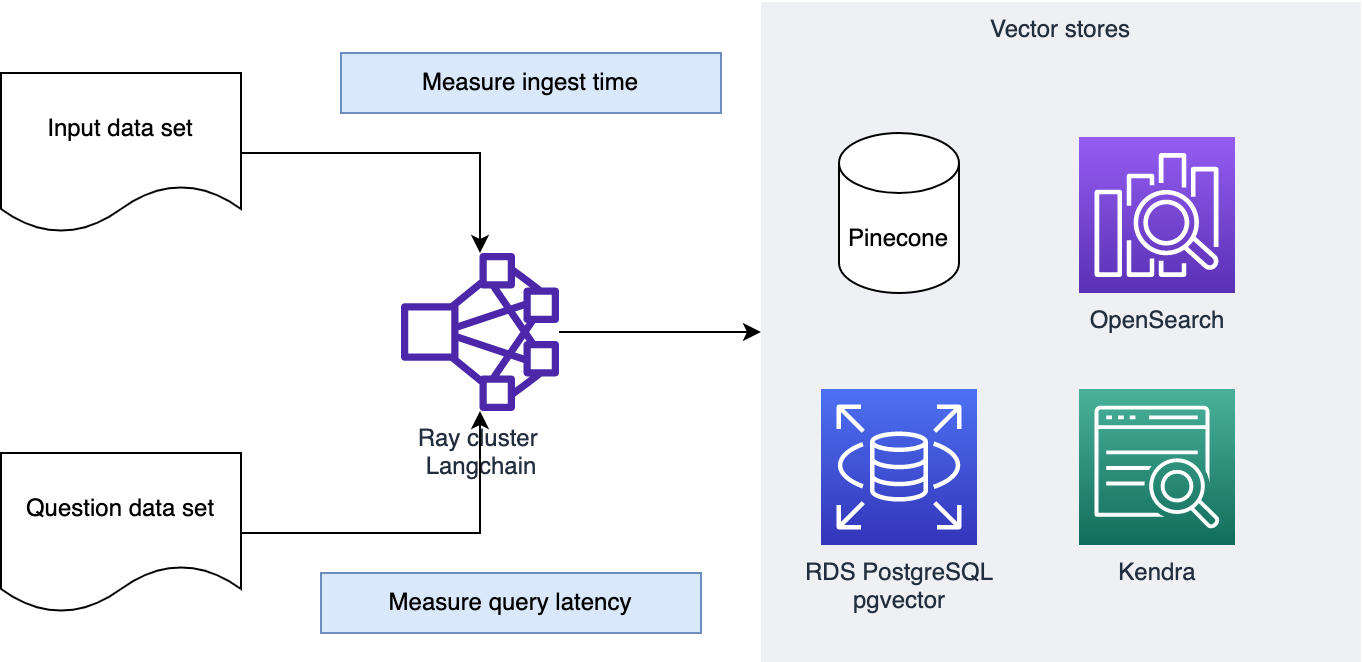 Vector stores
Measure ingest time
Input data set
Pinecone
OpenSearch
Ray cluster
Langchain
Question data set
RDS PostgreSQL
pgvector
Kendra
Measure query latency